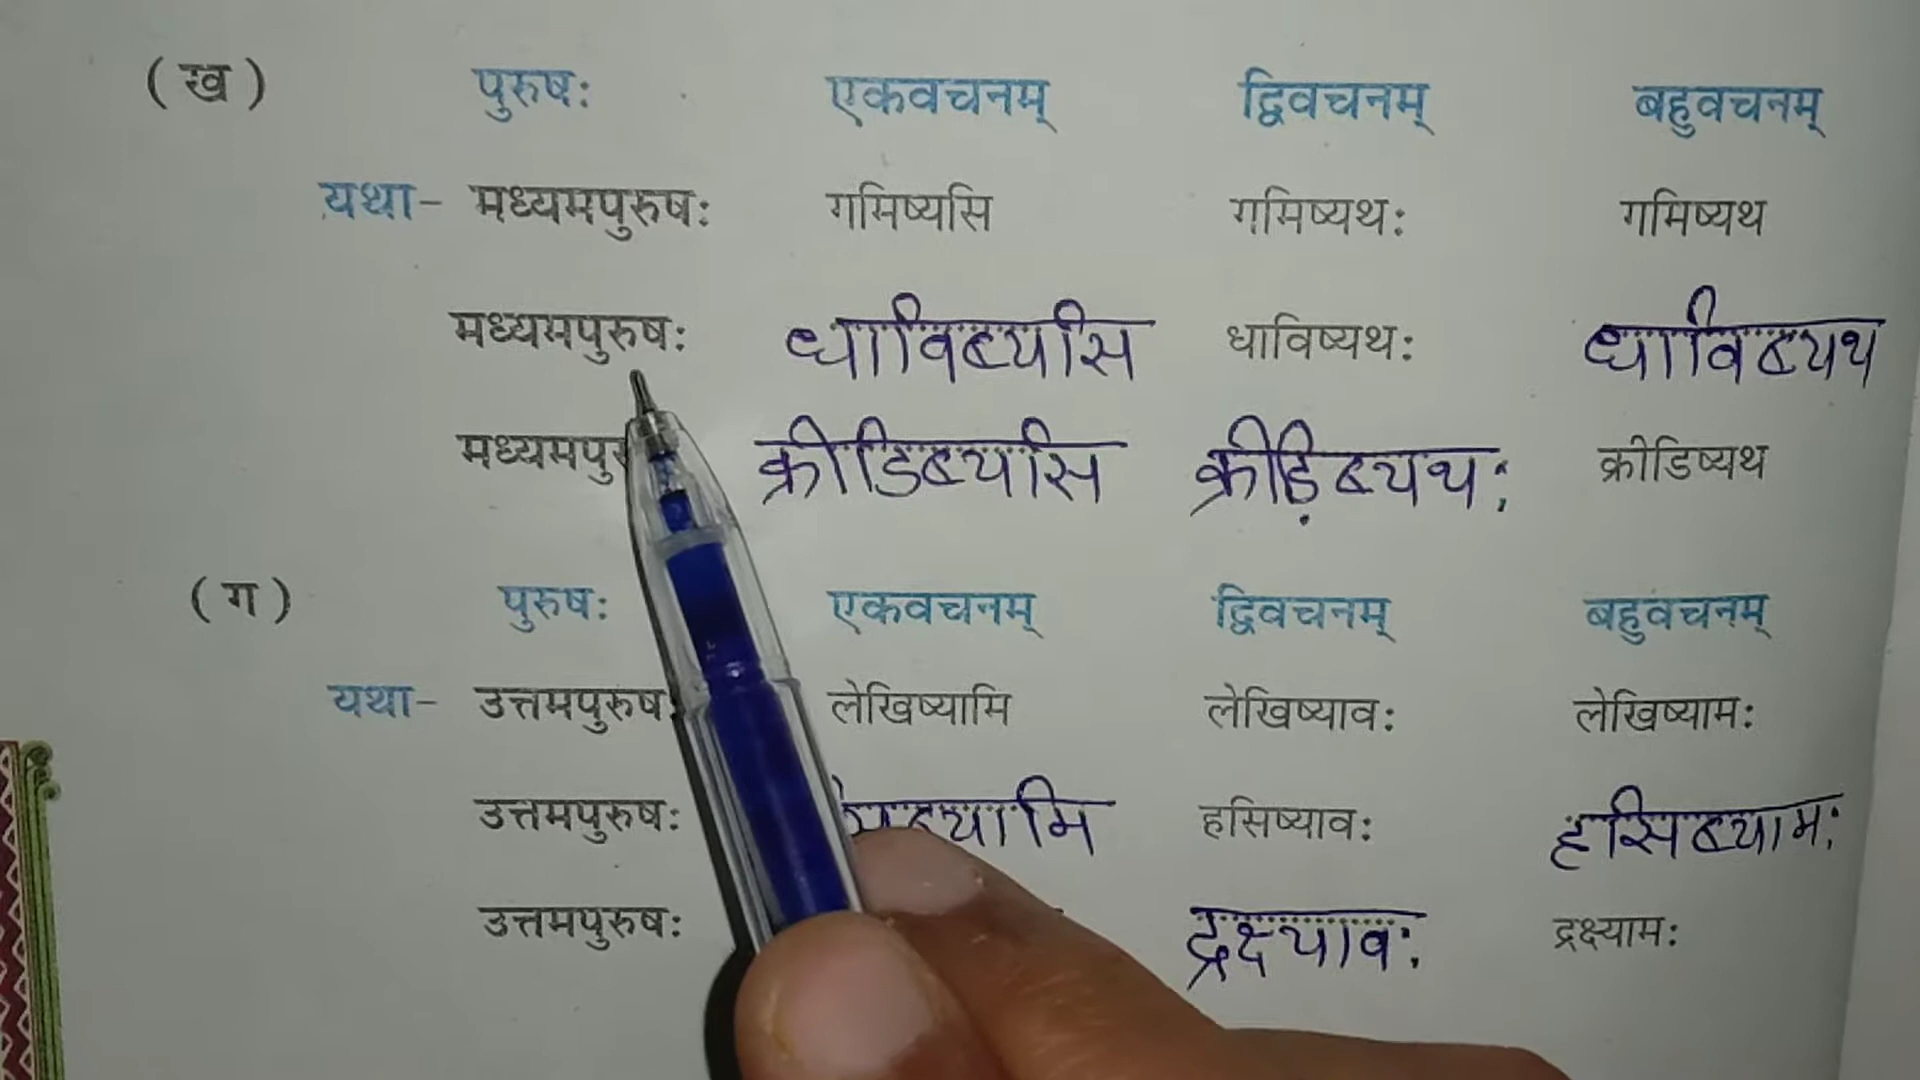 (ख) पुरुषः एकवचनम् द्विवचनम् बहुवचनम्
यथा- मध्यमपुरुषः गमिष्यसि गमिष्यथः गमिष्यथ
मध्यमपुरुषः धाविष्यसि धाविष्यथः धाविष्यथ
क्रीडिष्यसि क्रीड़िष्यथः क्रीडिष्यथ
(ग) पुरुषः एकवचनम् द्विवचनम् बहुवचनम्
यथा- उत्तमपुरुषः लेखिष्यामि लेखिष्यावः लेखिष्यामः
उत्तमपुरुषः हसिष्यावः हसिष्यामः
उत्तमपुरुषः द्रक्ष्यावः द्रक्ष्यामः